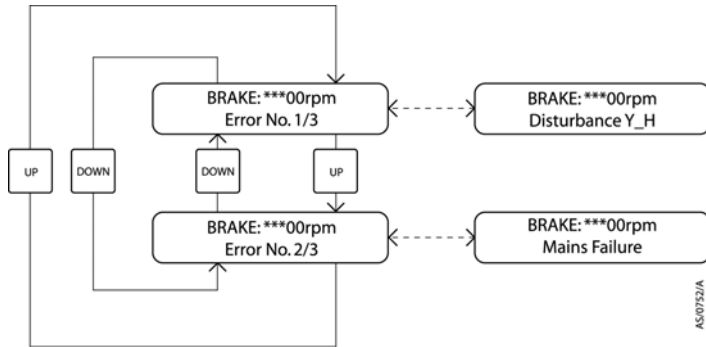 BRAKE: ***00rpm
Error No. 1/3
BRAKE: ***00rpm
Disturbance Y_H
UP
DOWN
DOWN
UP
BRAKE: ***00rpm
Error No. 2/3
BRAKE: ***00rpm
Mains Failure
AS/0752/A